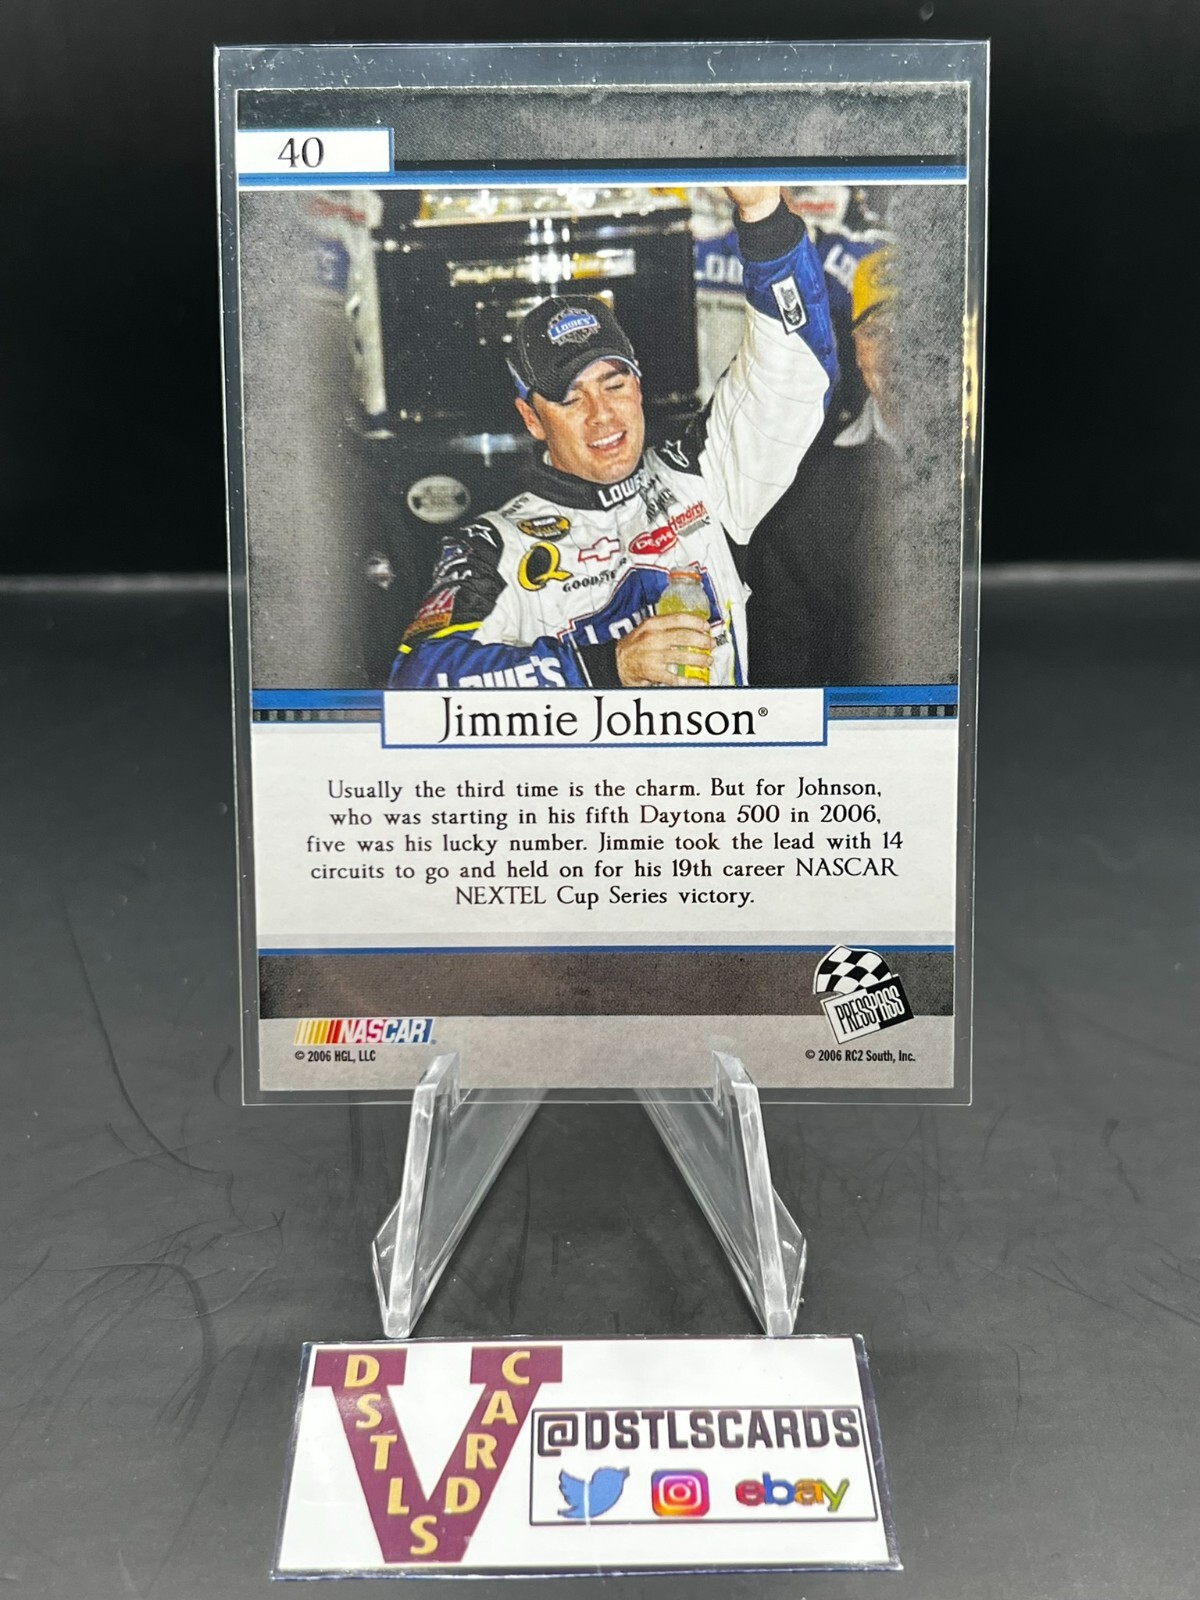 40
LOWE'S
LOWE'S
Q
GOODYEAR
Hendrick
LOWE'S
Jimmie Johnson®
Usually the third time is the charm. But for Johnson,
who was starting in his fifth Daytona 500 in 2006,
five was his lucky number. Jimmie took the lead with 14
circuits to go and held on for his 19th career NASCAR
NEXTEL Cup Series victory.
NASCAR
© 2006 HGL, LLC
PRESS PASS
© 2006 RC2 South, Inc.
DSTLS
CARDS
@DSTLSCARDS
ebay